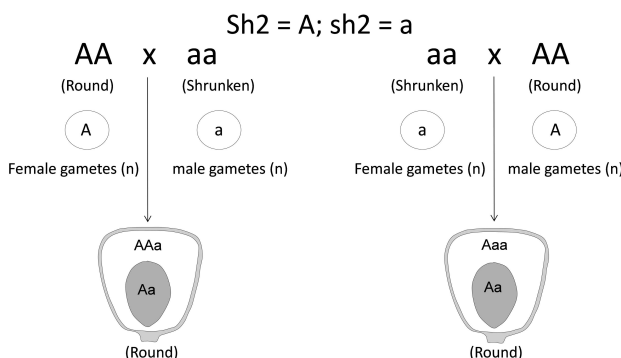 Sh2 = A; sh2 = a
AA x aa
(Round) (Shrunken)
A a
Female gametes (n) male gametes (n)
AAa
Aa
(Round)
aa x AA
(Shrunken) (Round)
a A
Female gametes (n) male gametes (n)
Aaa
Aa
(Round)